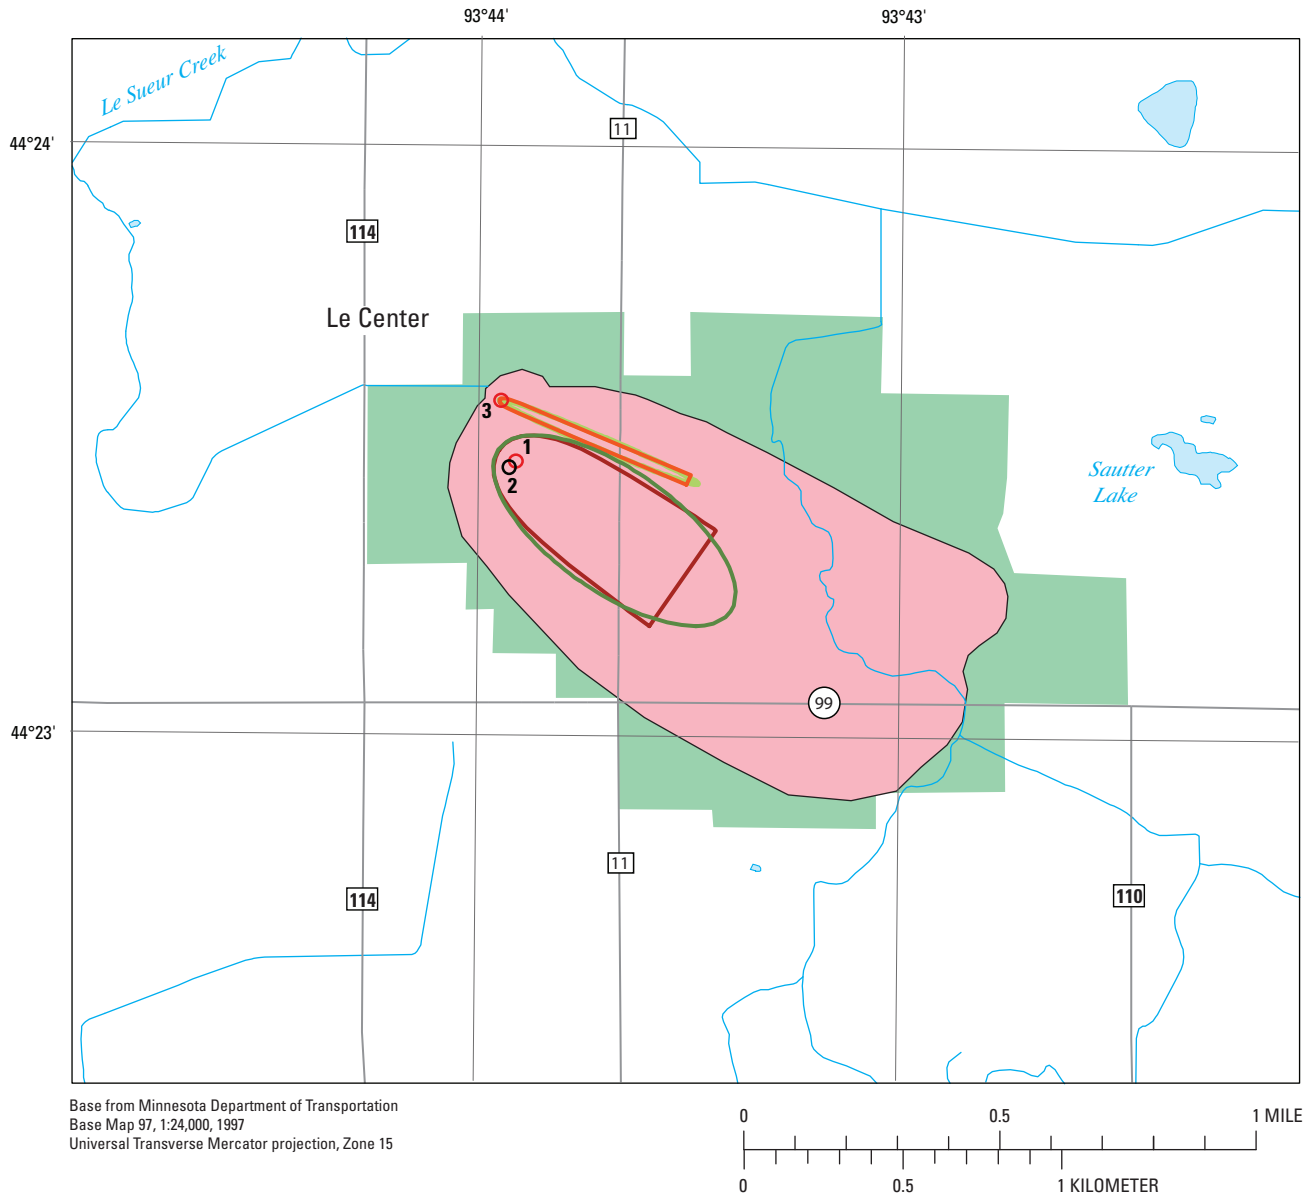 93°44'
93°43'
Le Sueur Creek
44°24'
11
114
Le Center
3
1
2
Sautter
Lake
99
44°23'
11
114
110
Base from Minnesota Department of Transportation
Base Map 97, 1:24,000, 1997
Universal Transverse Mercator projection, Zone 15
0 0.5 1 MILE
0 0.5 1 KILOMETER